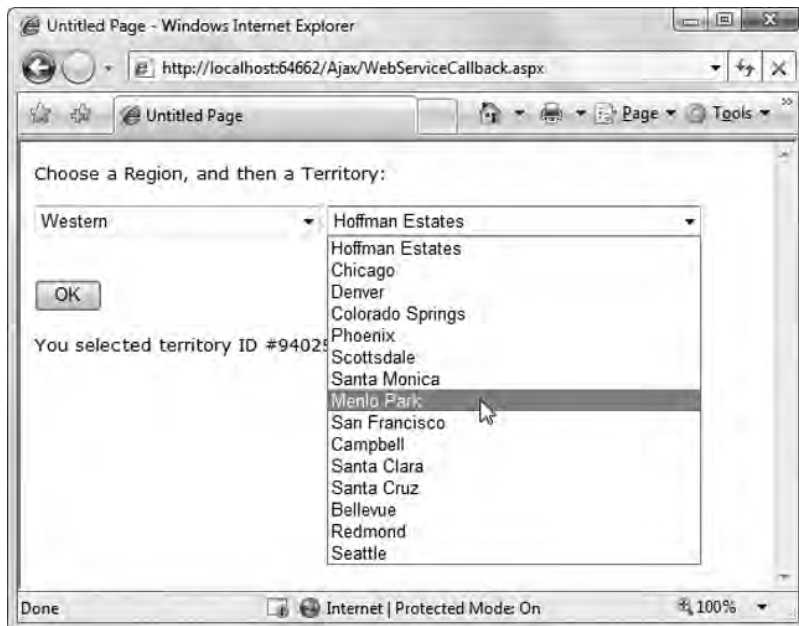 Untitled Page - Windows Internet Explorer
http://localhost:64662/Ajax/WebServiceCallback.aspx
Untitled Page
Page
Tools
Choose a Region, and then a Territory:
Western
Hoffman Estates
Hoffman Estates
Chicago
Denver
Colorado Springs
Phoenix
Scottsdale
Santa Monica
Menlo Park
San Francisco
Campbell
Santa Clara
Santa Cruz
Bellevue
Redmond
Seattle
OK
You selected territory ID #94025
Done
Internet | Protected Mode: On
100%